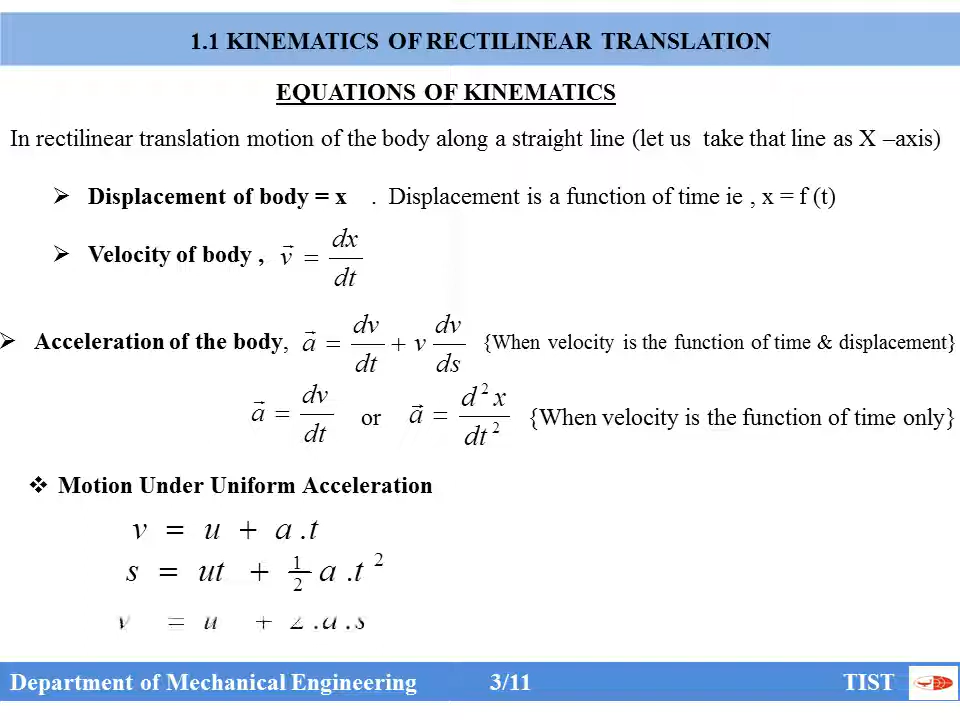 1.1 KINEMATICS OF RECTILINEAR TRANSLATION
EQUATIONS OF KINEMATICS
In rectilinear translation motion of the body along a straight line (let us take that line as X –axis)
➢ Displacement of body = x . Displacement is a function of time ie , x = f (t)
➢ Velocity of body , v⃗ = dx/dt
➢ Acceleration of the body, a⃗ = dv/dt + v dv/ds {When velocity is the function of time & displacement}
a⃗ = dv/dt or a⃗ = d²x/dt² {When velocity is the function of time only}
❖ Motion Under Uniform Acceleration
v = u + a.t
s = ut + ½ a.t²
v = u + 2.a.s
Department of Mechanical Engineering 3/11 TIST